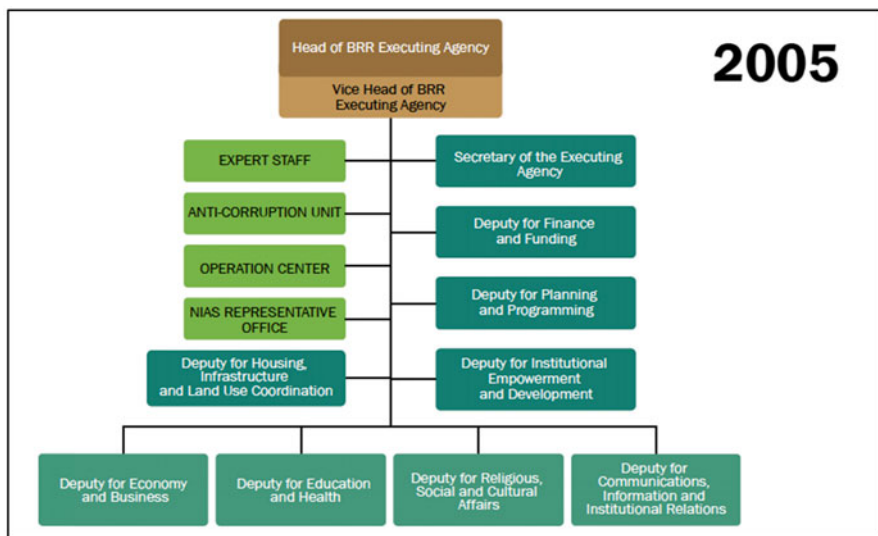 Head of BRR Executing Agency
2005
Vice Head of BRR
Executing Agency
EXPERT STAFF
Secretary of the Executing
Agency
ANTI-CORRUPTION UNIT
Deputy for Finance
and Funding
OPERATION CENTER
Deputy for Planning
and Programming
NIAS REPRESENTATIVE
OFFICE
Deputy for Housing,
Infrastructure
and Land Use Coordination
Deputy for Institutional
Empowerment
and Development
Deputy for Economy
and Business
Deputy for Education
and Health
Deputy for Religious,
Social and Cultural
Affairs
Deputy for
Communications,
Information and
Institutional Relations